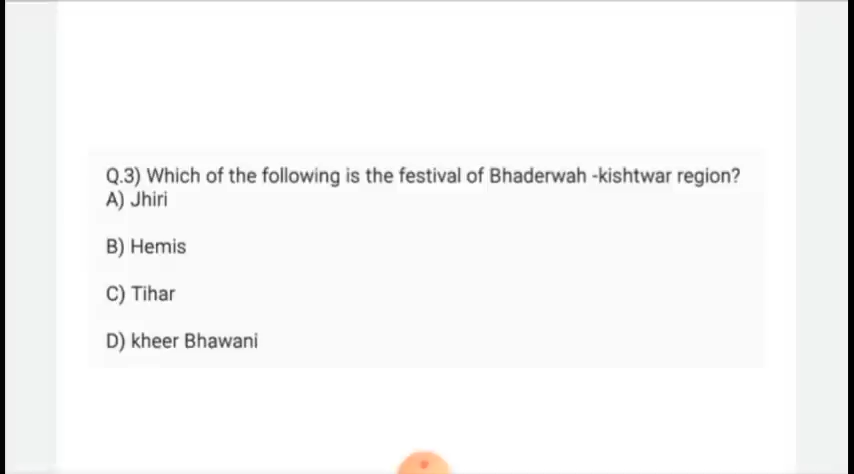 Q.3) Which of the following is the festival of Bhaderwah -kishtwar region?
A) Jhiri
B) Hemis
C) Tihar
D) kheer Bhawani